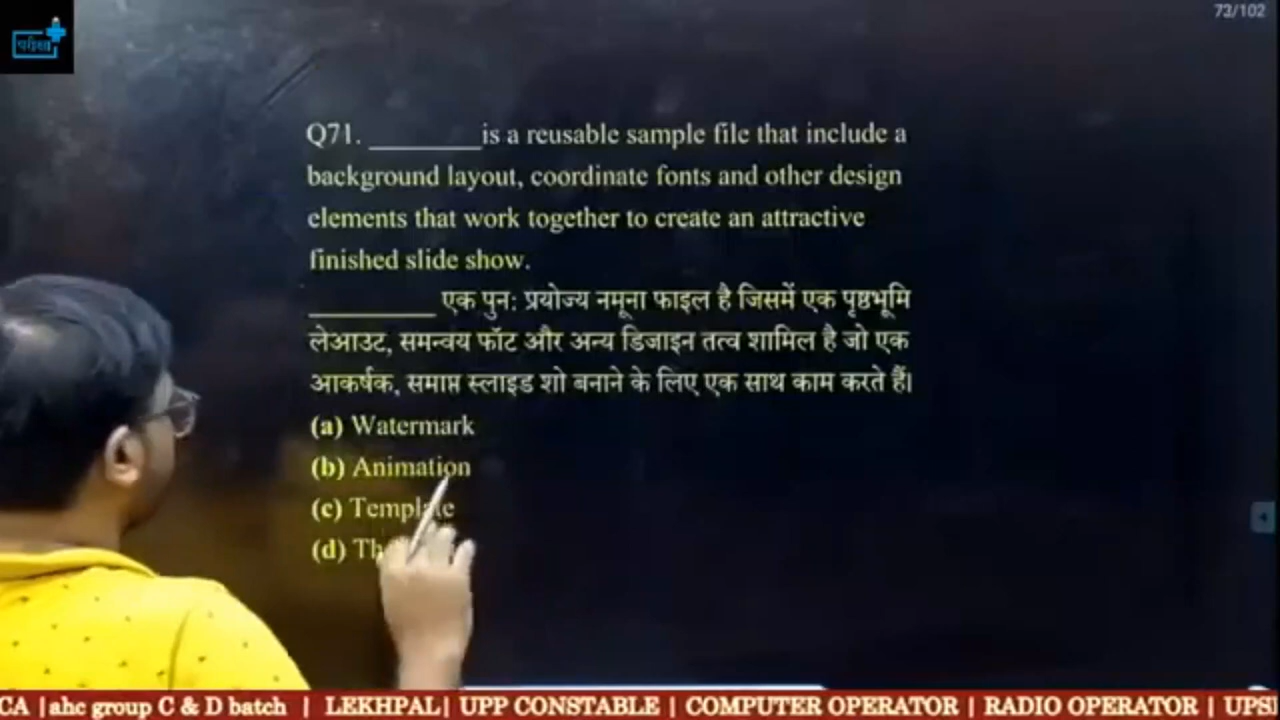 परीक्षा
73/102
Q71. ________is a reusable sample file that include a
background layout, coordinate fonts and other design
elements that work together to create an attractive
finished slide show.
_________ एक पुन: प्रयोज्य नमूना फाइल है जिसमें एक पृष्ठभूमि
लेआउट, समन्वय फॉट और अन्य डिजाइन तत्व शामिल है जो एक
आकर्षक, समाप्त स्लाइड शो बनाने के लिए एक साथ काम करते हैं।
(a) Watermark
(b) Animation
(c) Template
(d)
CA |ahc group C & D batch | LEKHPAL| UPP CONSTABLE | COMPUTER OPERATOR | RADIO OPERATOR |